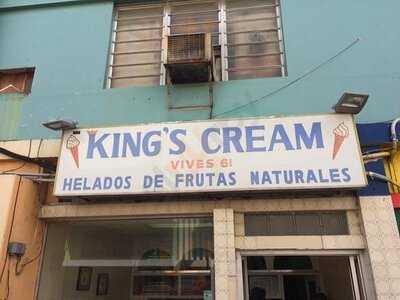 KING'S CREAM
VIVES 61
HELADOS DE FRUTAS NATURALES